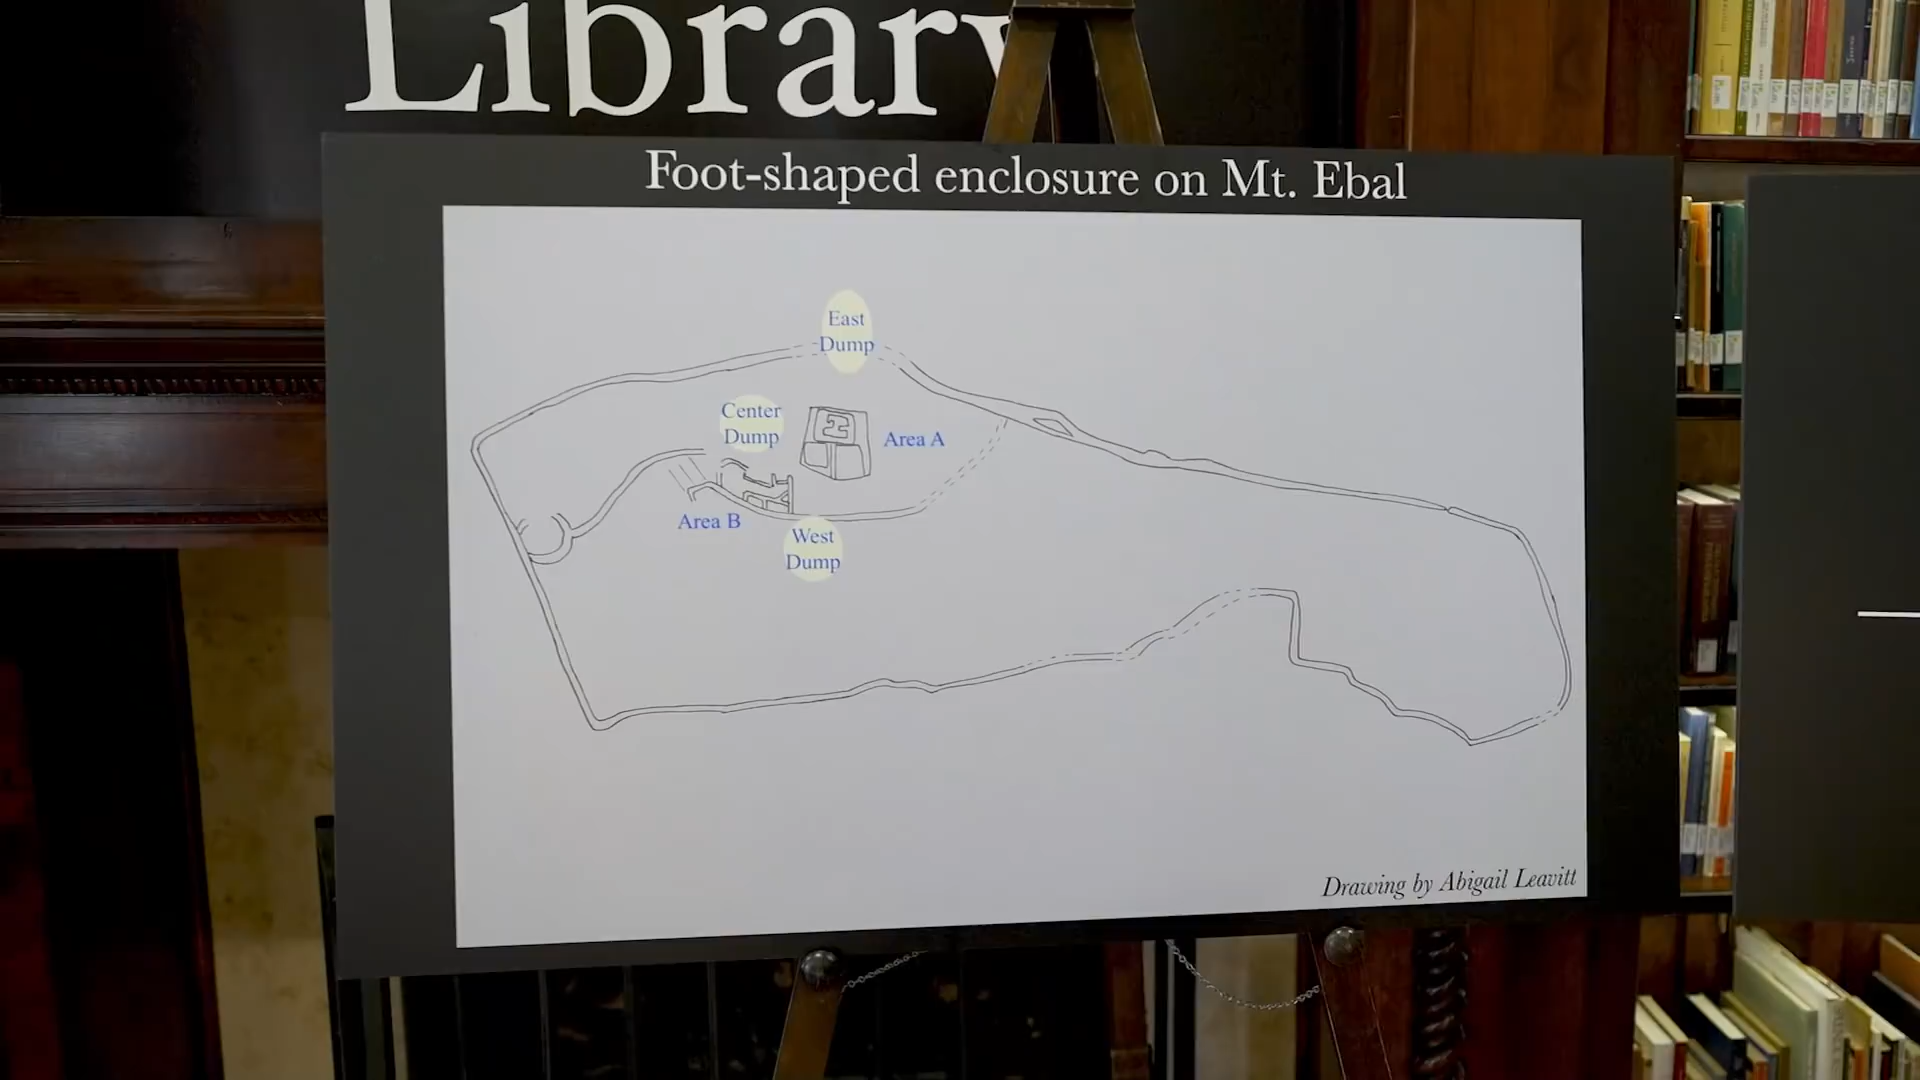 Library
Foot-shaped enclosure on Mt. Ebal
East
Dump
Center
Dump
Area A
Area B
West
Dump
Drawing by Abigail Leavitt